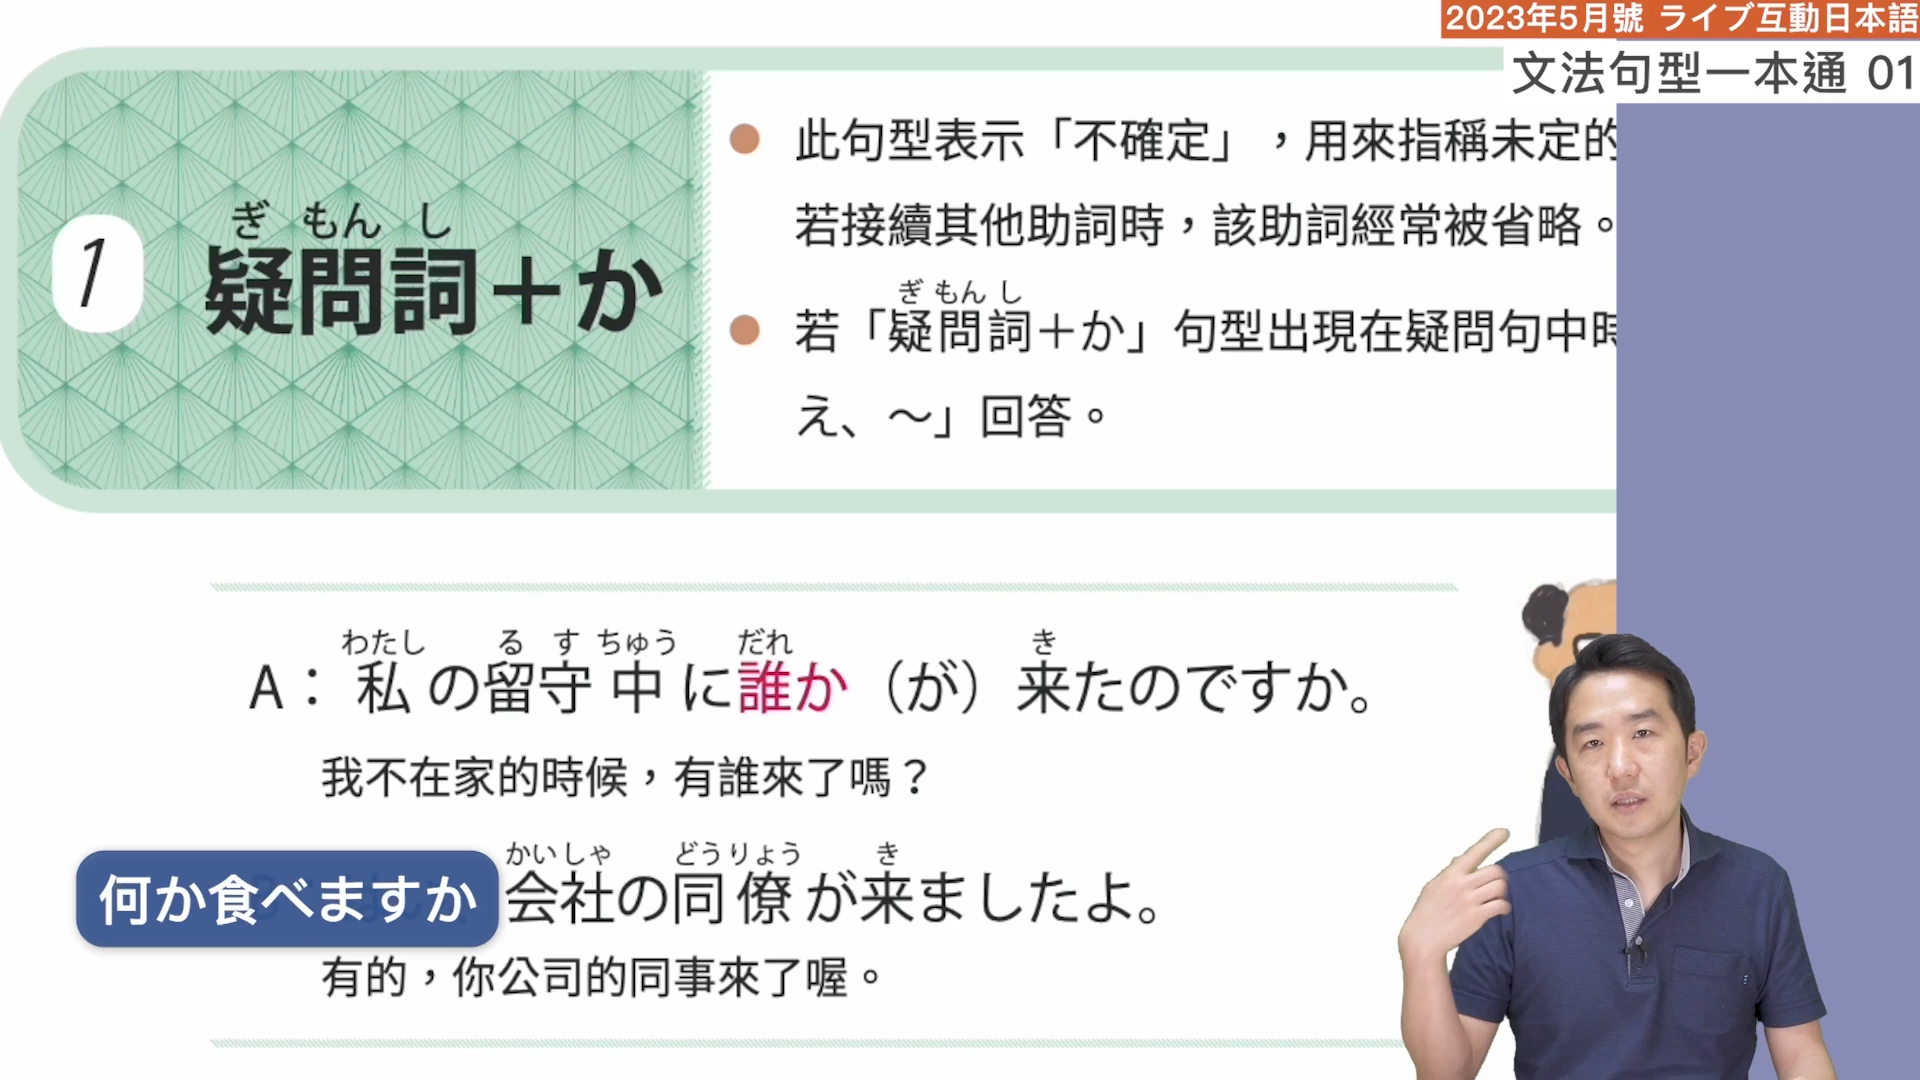 2023年5月號 ライブ互動日本語
文法句型一本通 01
1
ぎ もん し
疑問詞＋か
此句型表示「不確定」，用來指稱未定的
若接續其他助詞時，該助詞經常被省略。
ぎ もん し
若「疑問詞＋か」句型出現在疑問句中時
え、～」回答。
わたし る す ちゅう だれ き
A：私の留守中に誰か（が）来たのですか。
我不在家的時候，有誰來了嗎？
かいしゃ どうりょう き
何か食べますか
会社の同僚が来ましたよ。
有的，你公司的同事來了喔。